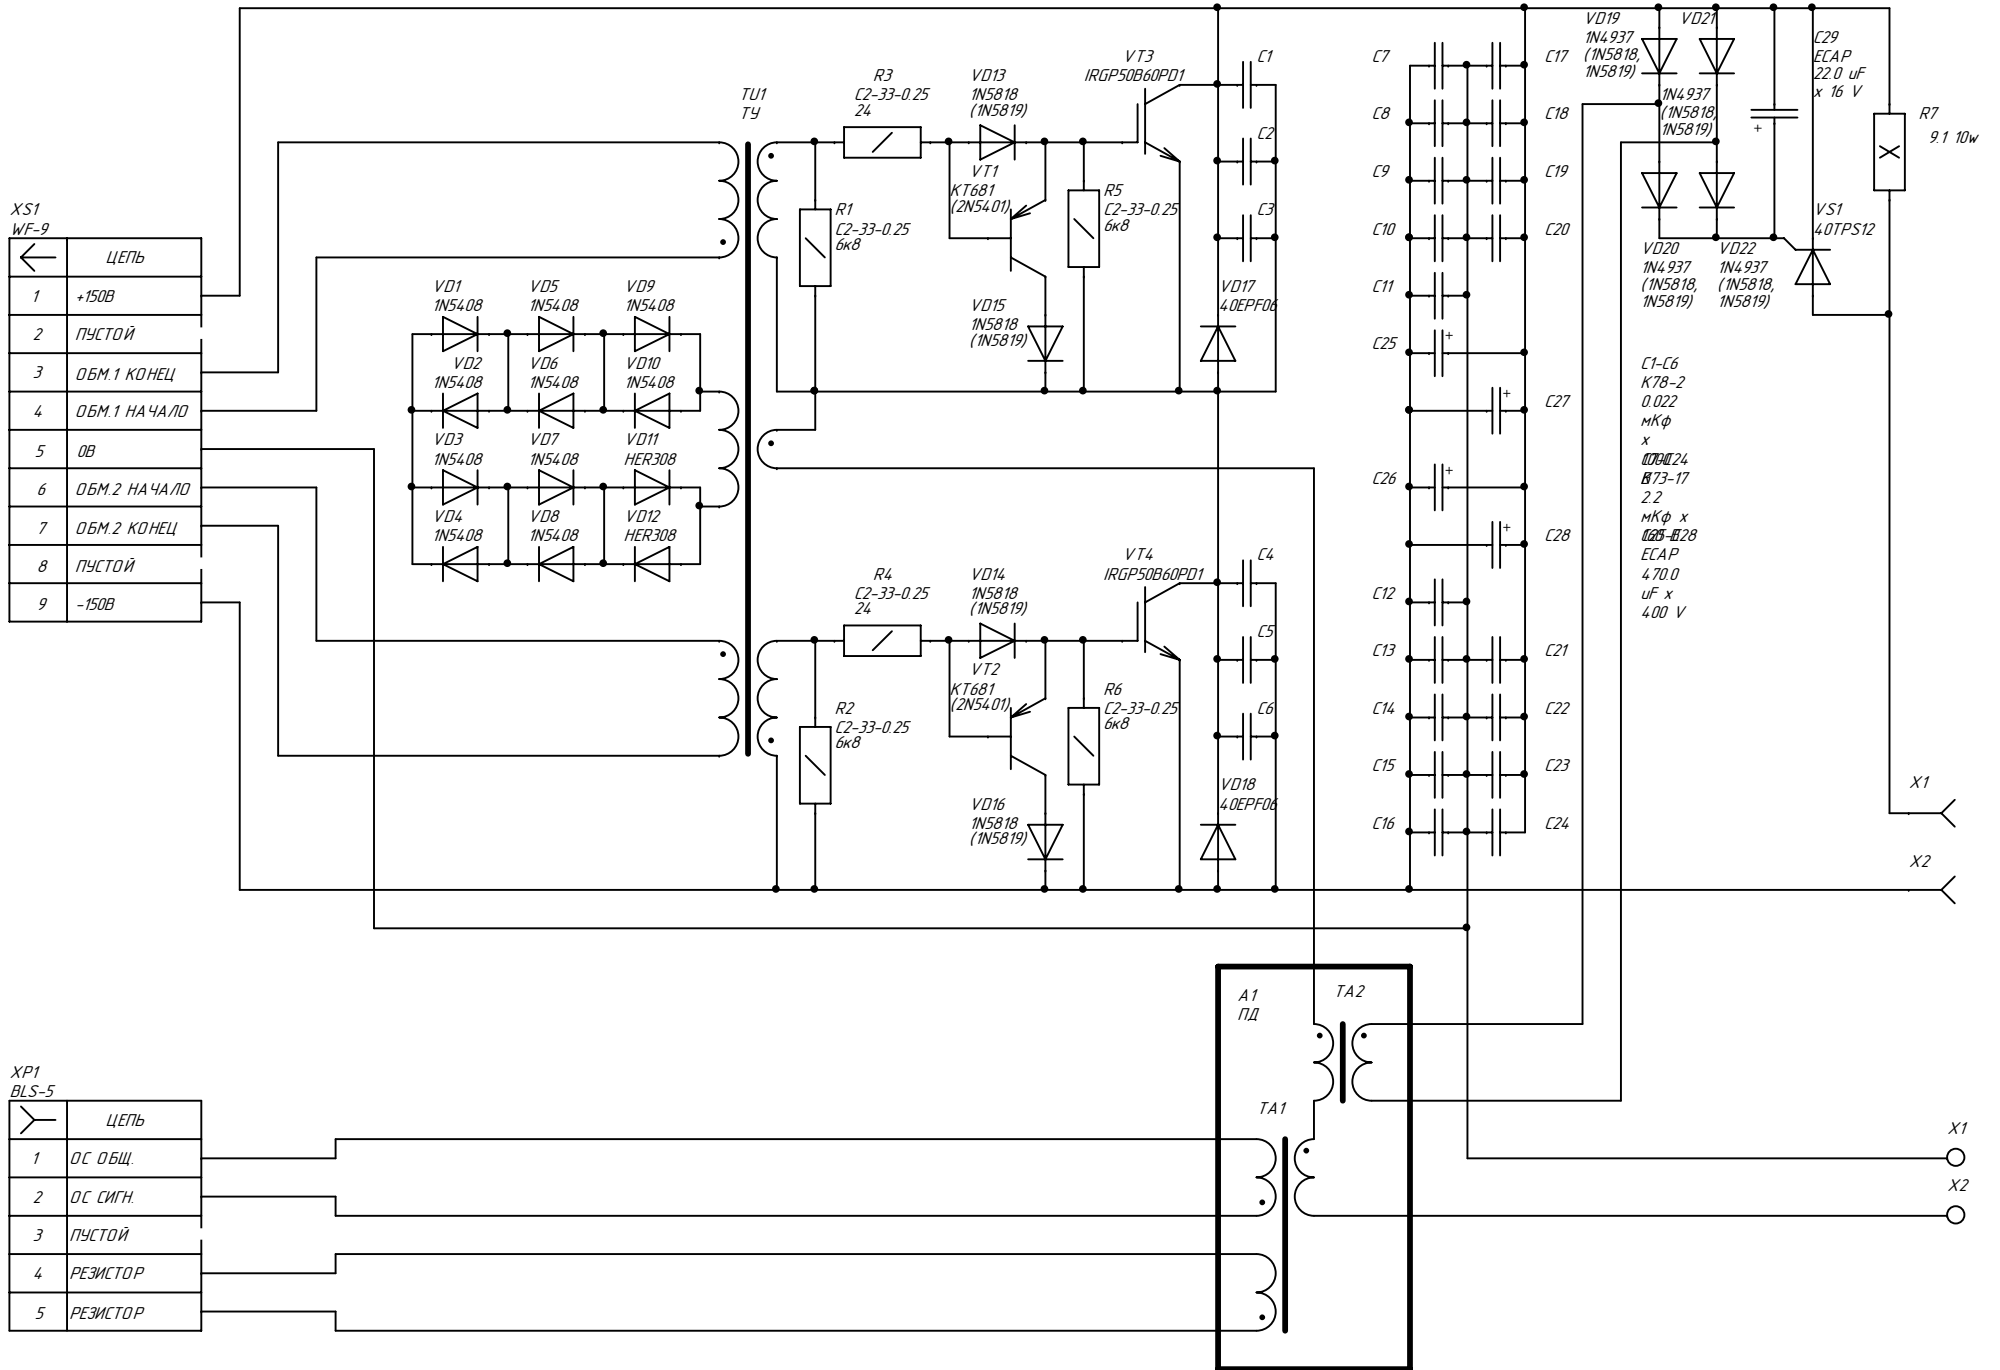 XS1
WF-9
ЦЕПЬ
1 +150В
2 ПУСТОЙ
3 ОБМ.1 КОНЕЦ
4 ОБМ.1 НАЧАЛО
5 0В
6 ОБМ.2 НАЧАЛО
7 ОБМ.2 КОНЕЦ
8 ПУСТОЙ
9 -150В
XP1
BLS-5
ЦЕПЬ
1 ОС ОБЩ.
2 ОС СИГН.
3 ПУСТОЙ
4 РЕЗИСТОР
5 РЕЗИСТОР
VD1
1N5408
VD5
1N5408
VD9
1N5408
VD2
1N5408
VD6
1N5408
VD10
1N5408
VD3
1N5408
VD7
1N5408
VD11
HER308
VD4
1N5408
VD8
1N5408
VD12
HER308
TU1
ТУ
R3
С2-33-0.25
24
R1
С2-33-0.25
6к8
VD13
1N5818
(1N5819)
VT1
КТ681
(2N5401)
VD15
1N5818
(1N5819)
R5
С2-33-0.25
6к8
VT3
IRGP50B60PD1
C1
C2
C3
VD17
40EPF06
R4
С2-33-0.25
24
R2
С2-33-0.25
6к8
VD14
1N5818
(1N5819)
VT2
КТ681
(2N5401)
VD16
1N5818
(1N5819)
R6
С2-33-0.25
6к8
VT4
IRGP50B60PD1
C4
C5
C6
VD18
40EPF06
C7
C8
C9
C10
C11
C25
C26
C12
C13
C14
C15
C16
C17
C18
C19
C20
C27
C28
C21
C22
C23
C24
VD19
1N4937
(1N5818,
1N5819)
VD21
1N4937
(1N5818,
1N5819)
VD20
1N4937
(1N5818,
1N5819)
VD22
1N4937
(1N5818,
1N5819)
C29
ECAP
22.0 uF
x 16 V
R7
9.1 10w
VS1
40TPS12
C1-C6
К78-2
0.022
мКф
х
К73-17
2.2
мКф х
ECAP
470.0
uF x
400 V
X1
X2
А1
ПД
TA2
TA1
X1
X2